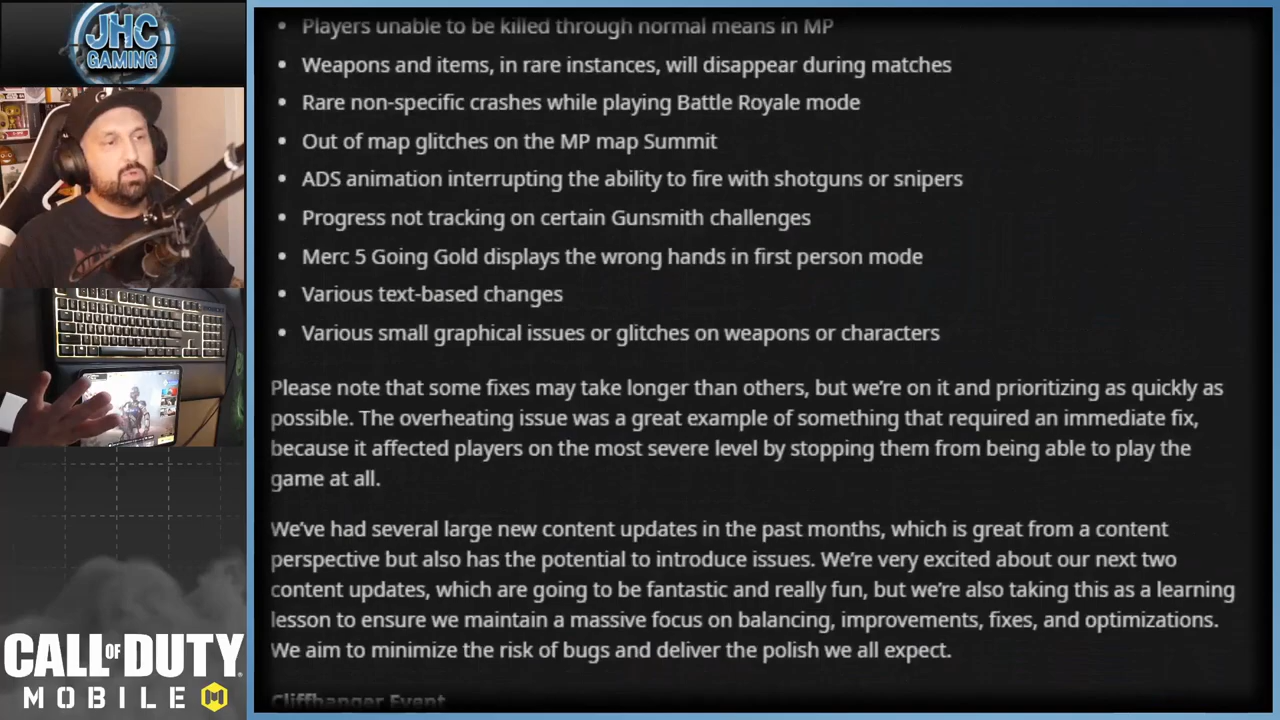 JHC
GAMING
Players unable to be killed through normal means in MP
Weapons and items, in rare instances, will disappear during matches
Rare non-specific crashes while playing Battle Royale mode
Out of map glitches on the MP map Summit
ADS animation interrupting the ability to fire with shotguns or snipers
Progress not tracking on certain Gunsmith challenges
Merc 5 Going Gold displays the wrong hands in first person mode
Various text-based changes
Various small graphical issues or glitches on weapons or characters
Please note that some fixes may take longer than others, but we’re on it and prioritizing as quickly as
possible. The overheating issue was a great example of something that required an immediate fix,
because it affected players on the most severe level by stopping them from being able to play the
game at all.
We’ve had several large new content updates in the past months, which is great from a content
perspective but also has the potential to introduce issues. We’re very excited about our next two
content updates, which are going to be fantastic and really fun, but we’re also taking this as a learning
lesson to ensure we maintain a massive focus on balancing, improvements, fixes, and optimizations.
We aim to minimize the risk of bugs and deliver the polish we all expect.
Cliffhanger Event
CALL OF DUTY
MOBILE